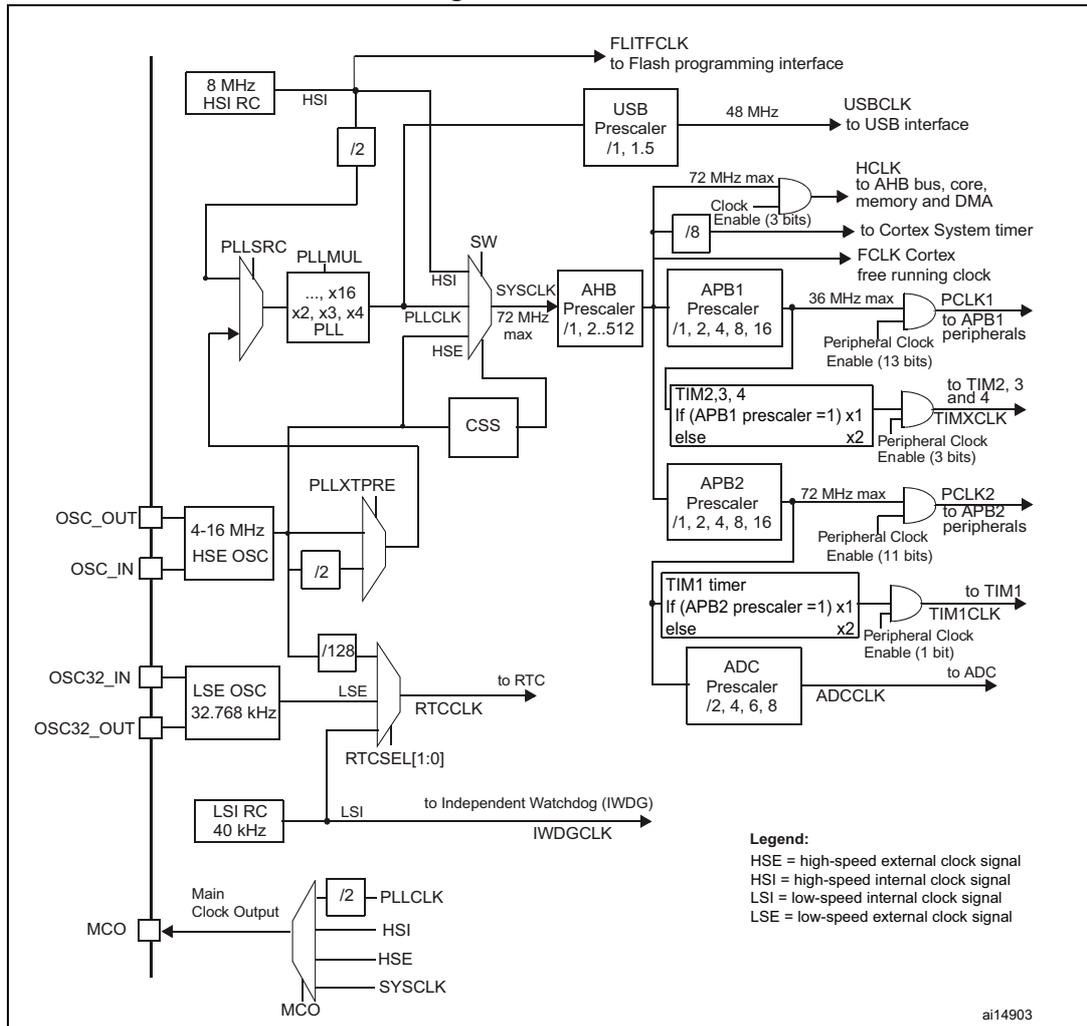 FLITFCLK
to Flash programming interface
8 MHz
HSI RC
HSI
/2
USB
Prescaler
/1, 1.5
48 MHz
USBCLK
to USB interface
72 MHz max
Clock
Enable (3 bits)
HCLK
to AHB bus, core,
memory and DMA
/8
to Cortex System timer
FCLK Cortex
free running clock
PLLSRC
PLLMUL
..., x16
x2, x3, x4
PLL
SW
HSI
PLLCLK
HSE
SYSCLK
72 MHz
max
AHB
Prescaler
/1, 2..512
APB1
Prescaler
/1, 2, 4, 8, 16
36 MHz max
PCLK1
to APB1
peripherals
Peripheral Clock
Enable (13 bits)
TIM2,3, 4
If (APB1 prescaler =1) x1
else x2
to TIM2, 3
and 4
TIMXCLK
Peripheral Clock
Enable (3 bits)
CSS
PLLXTPRE
OSC_OUT
OSC_IN
4-16 MHz
HSE OSC
/2
APB2
Prescaler
/1, 2, 4, 8, 16
72 MHz max
PCLK2
to APB2
peripherals
Peripheral Clock
Enable (11 bits)
TIM1 timer
If (APB2 prescaler =1) x1
else x2
to TIM1
TIM1CLK
Peripheral Clock
Enable (1 bit)
ADC
Prescaler
/2, 4, 6, 8
to ADC
ADCCLK
/128
OSC32_IN
OSC32_OUT
LSE OSC
32.768 kHz
LSE
to RTC
RTCCLK
RTCSEL[1:0]
LSI RC
40 kHz
LSI
to Independent Watchdog (IWDG)
IWDGCLK
Legend:
HSE = high-speed external clock signal
HSI = high-speed internal clock signal
LSI = low-speed internal clock signal
LSE = low-speed external clock signal
Main
Clock Output
MCO
/2
PLLCLK
HSI
HSE
SYSCLK
MCO
ai14903